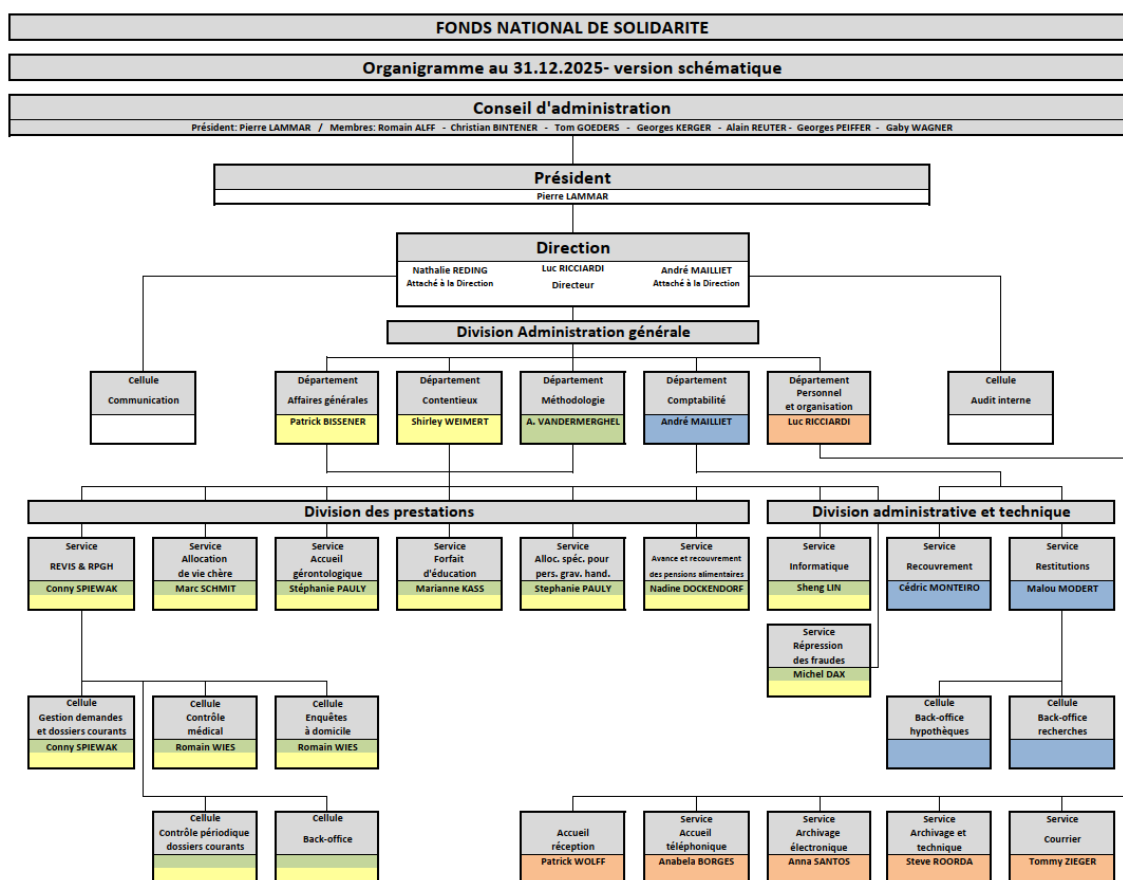 FONDS NATIONAL DE SOLIDARITE
Organigramme au 31.12.2025- version schématique
Conseil d'administration
Président: Pierre LAMMAR / Membres: Romain ALFF - Christian BINTENER - Tom GOEDERS - Georges KERGER - Alain REUTER - Georges PEIFFER - Gaby WAGNER
Président
Pierre LAMMAR
Direction
Nathalie REDING
Attaché à la Direction
Luc RICCIARDI
Directeur
André MAILLIET
Attaché à la Direction
Division Administration générale
Cellule
Communication
Département
Affaires générales
Patrick BISSENER
Département
Contentieux
Shirley WEIMERT
Département
Méthodologie
A. VANDERMERGHEL
Département
Comptabilité
André MAILLIET
Département
Personnel
et organisation
Luc RICCIARDI
Cellule
Audit interne
Division des prestations
Division administrative et technique
Service
REVIS & RPGH
Conny SPIEWAK
Service
Allocation
de vie chère
Marc SCHMIT
Service
Accueil
gérontologique
Stéphanie PAULY
Service
Forfait
d'éducation
Marianne KASS
Service
Alloc. spéc. pour
pers. grav. hand.
Stephanie PAULY
Service
Avance et recouvrement
des pensions alimentaires
Nadine DOCKENDORF
Service
Informatique
Sheng LIN
Service
Recouvrement
Cédric MONTEIRO
Service
Restitutions
Malou MODERT
Service
Répression
des fraudes
Michel DAX
Cellule
Gestion demandes
et dossiers courants
Conny SPIEWAK
Cellule
Contrôle
médical
Romain WIES
Cellule
Enquêtes
à domicile
Romain WIES
Cellule
Back-office
hypothèques
Cellule
Back-office
recherches
Cellule
Contrôle périodique
dossiers courants
Cellule
Back-office
Accueil
réception
Patrick WOLFF
Service
Accueil
téléphonique
Anabela BORGES
Service
Archivage
électronique
Anna SANTOS
Service
Archivage et
technique
Steve ROORDA
Service
Courrier
Tommy ZIEGER